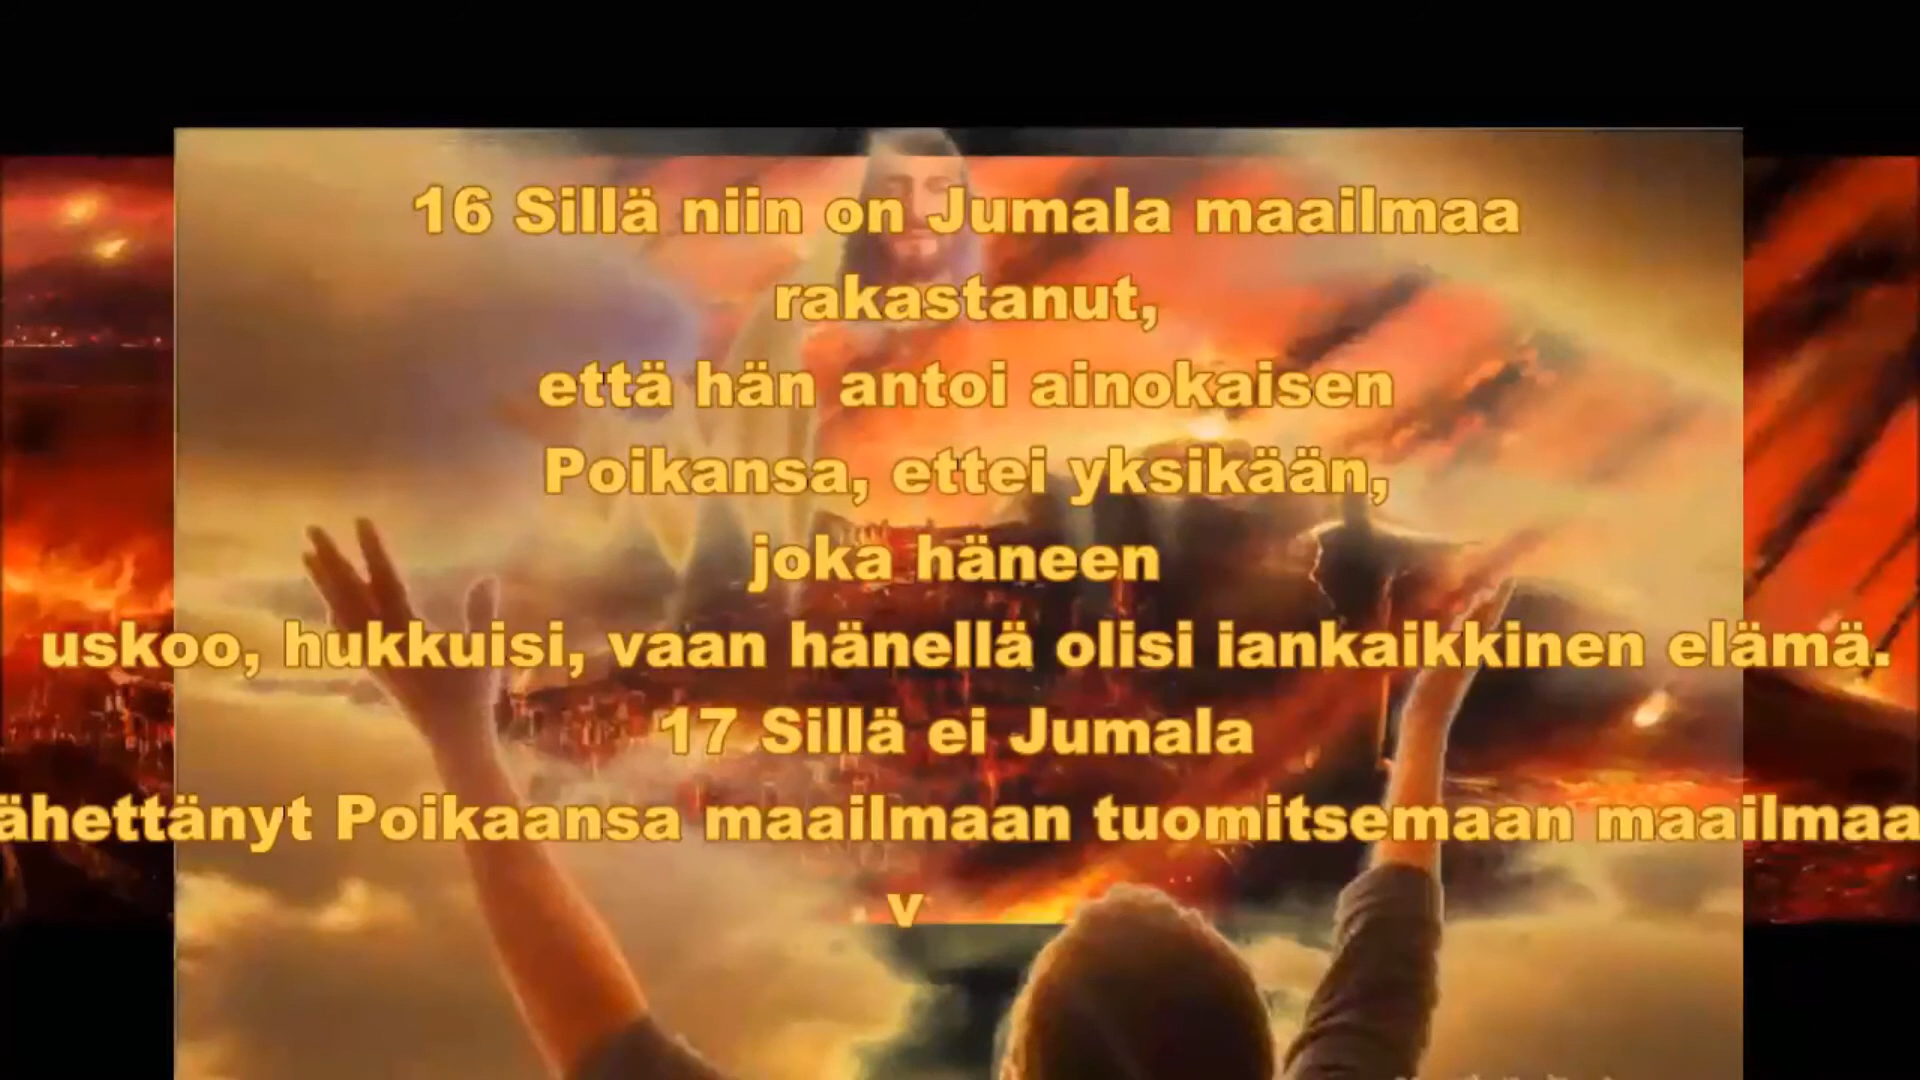 16 Sillä niin on Jumala maailmaa
rakastanut,
että hän antoi ainokaisen
Poikansa, ettei yksikään,
joka häneen
uskoo, hukkuisi, vaan hänellä olisi iankaikkinen elämä.
17 Sillä ei Jumala
ähettänyt Poikaansa maailmaan tuomitsemaan maailmaa
v